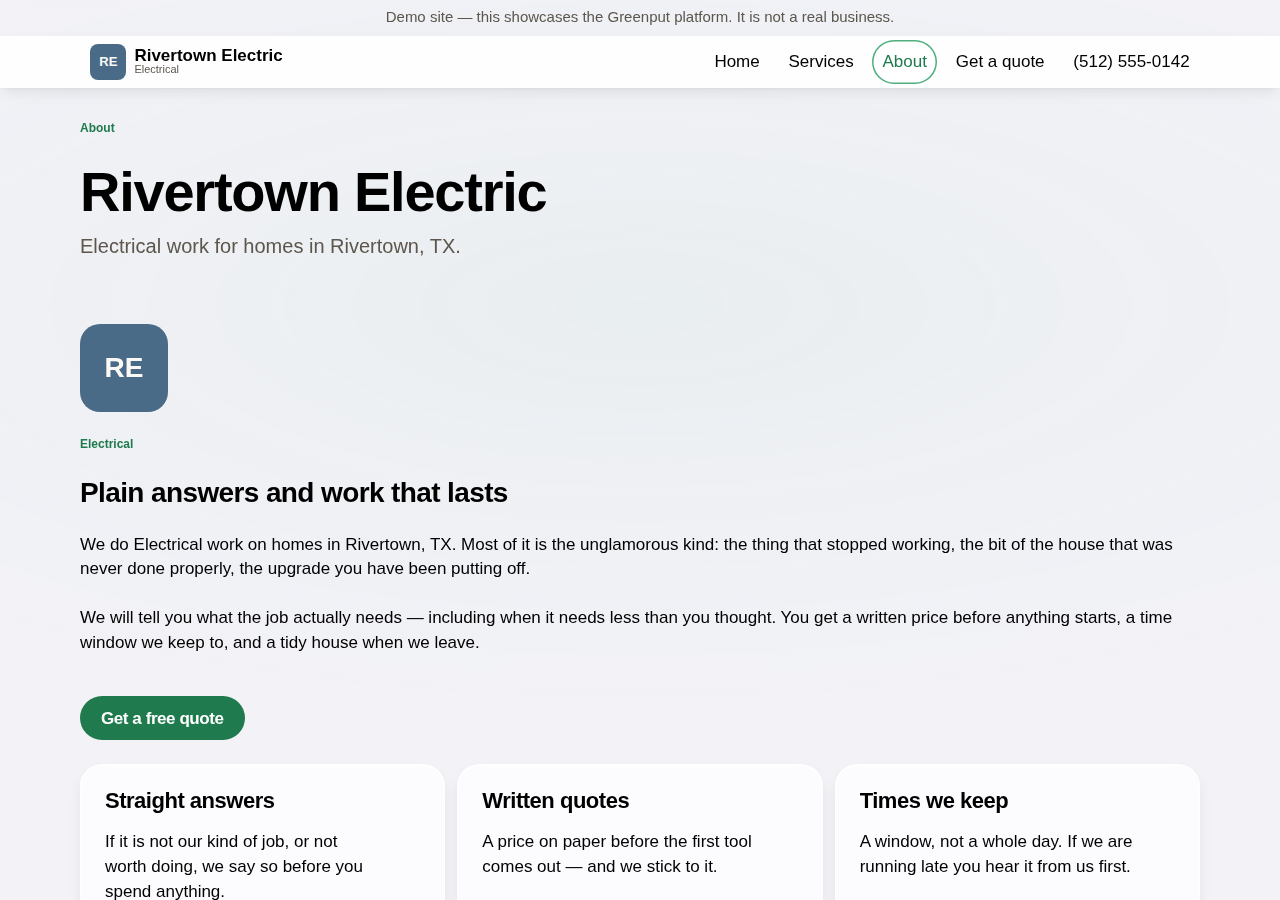 Demo site — this showcases the Greenput platform. It is not a real business.
RE
Rivertown Electric
Electrical
Home
Services
About
Get a quote
(512) 555-0142
About
Rivertown Electric
Electrical work for homes in Rivertown, TX.
RE
Electrical
Plain answers and work that lasts
We do Electrical work on homes in Rivertown, TX. Most of it is the unglamorous kind: the thing that stopped working, the bit of the house that was
never done properly, the upgrade you have been putting off.
We will tell you what the job actually needs — including when it needs less than you thought. You get a written price before anything starts, a time
window we keep to, and a tidy house when we leave.
Get a free quote
Straight answers
If it is not our kind of job, or not
worth doing, we say so before you
spend anything.
Written quotes
A price on paper before the first tool
comes out — and we stick to it.
Times we keep
A window, not a whole day. If we are
running late you hear it from us first.